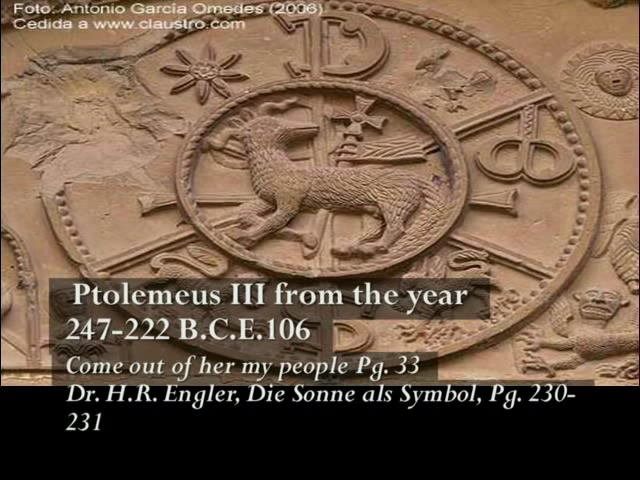 Foto: Antonio García Omedes (2006)
Cedida a www.claustro.com
Ptolemeus III from the year
247-222 B.C.E.106
Come out of her my people Pg. 33
Dr. H.R. Engler, Die Sonne als Symbol, Pg. 230-
231